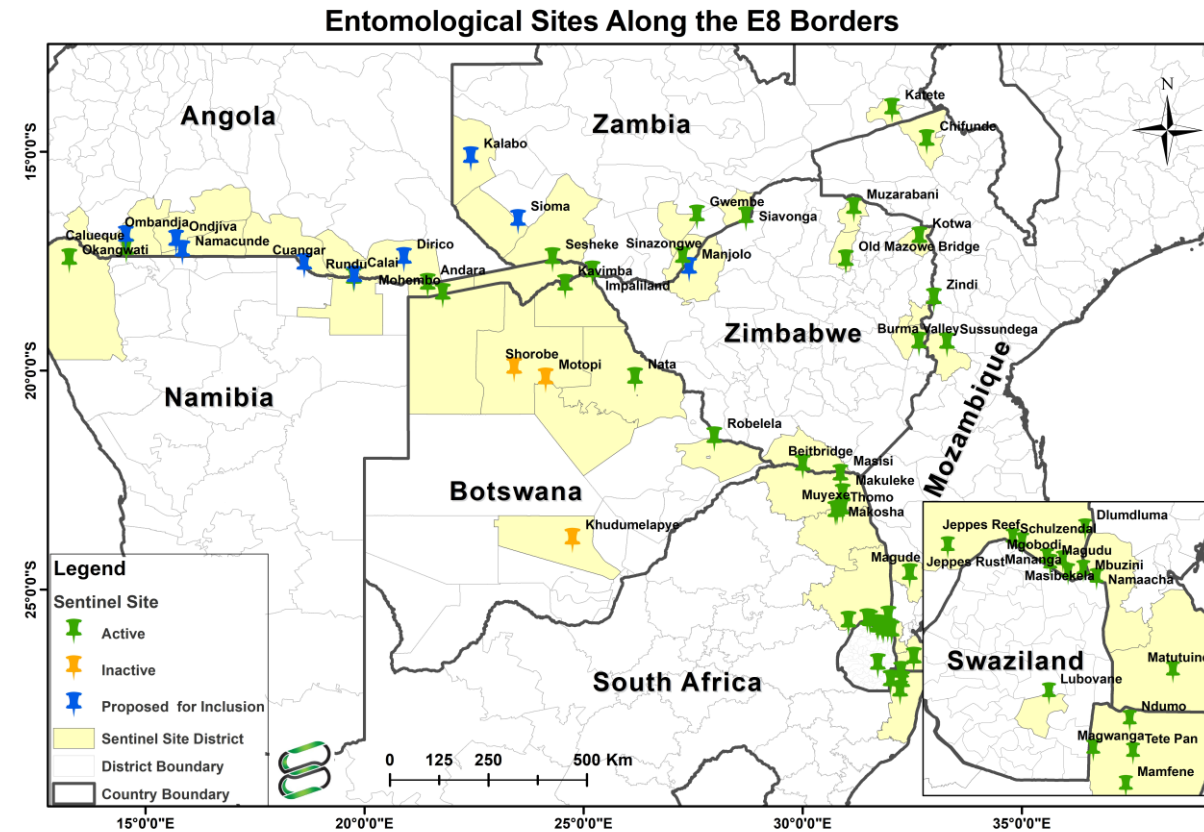 Entomological Sites Along the E8 Borders
N
Angola
Zambia
Katete
Chifunde
Kalabo
15°0'0"S
Sioma
Gwembe
Siavonga
Muzarabani
Kotwa
Ombandja
Ondjiva
Calueque
Namacunde
Okangwati
Cuangar
Rundu
Calai
Dirico
Sesheke
Sinazongwe
Manjolo
Old Mazowe Bridge
Mohembo
Andara
Kavimba
Impaliland
Zindi
Zimbabwe
Burma Valley
Sussundega
Shorobe
Motopi
Nata
20°0'0"S
Namibia
Mozambique
Robelela
Beitbridge
Masisi
Makuleke
Botswana
Muyexe
Thomo
Makosha
Khudumelapye
Magude
25°0'0"S
South Africa
Dlumdluma
Jeppes Reef
Schulzendal
Mgobodi
Magudu
Jeppes Rust
Mananga
Mbuzini
Masibekela
Namaacha
Swaziland
Matutuine
Lubovane
Ndumo
Magwanga
Tete Pan
Mamfene
Legend
Sentinel Site
Active
Inactive
Proposed for Inclusion
Sentinel Site District
District Boundary
Country Boundary
0 125 250 500 Km
15°0'0"E 20°0'0"E 25°0'0"E 30°0'0"E 35°0'0"E